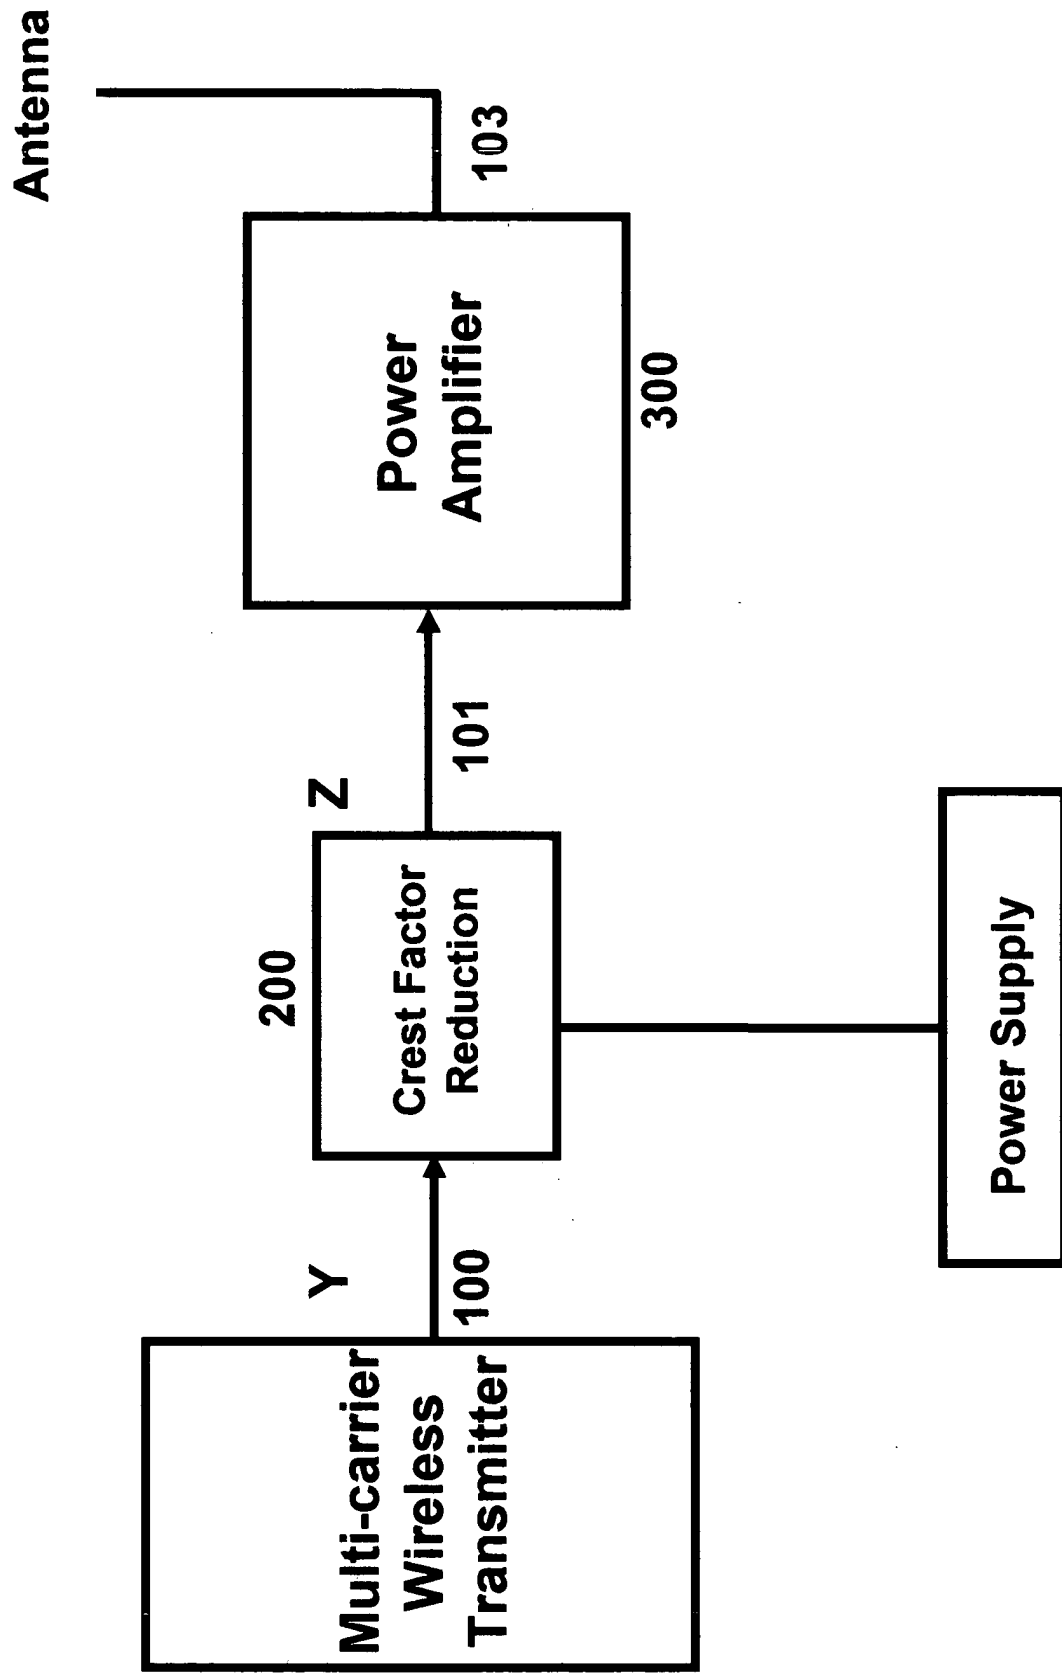 Antenna
200
Y
Z
Multi-carrier
Wireless
Transmitter
100
Crest Factor
Reduction
101
Power
Amplifier
103
300
Power Supply